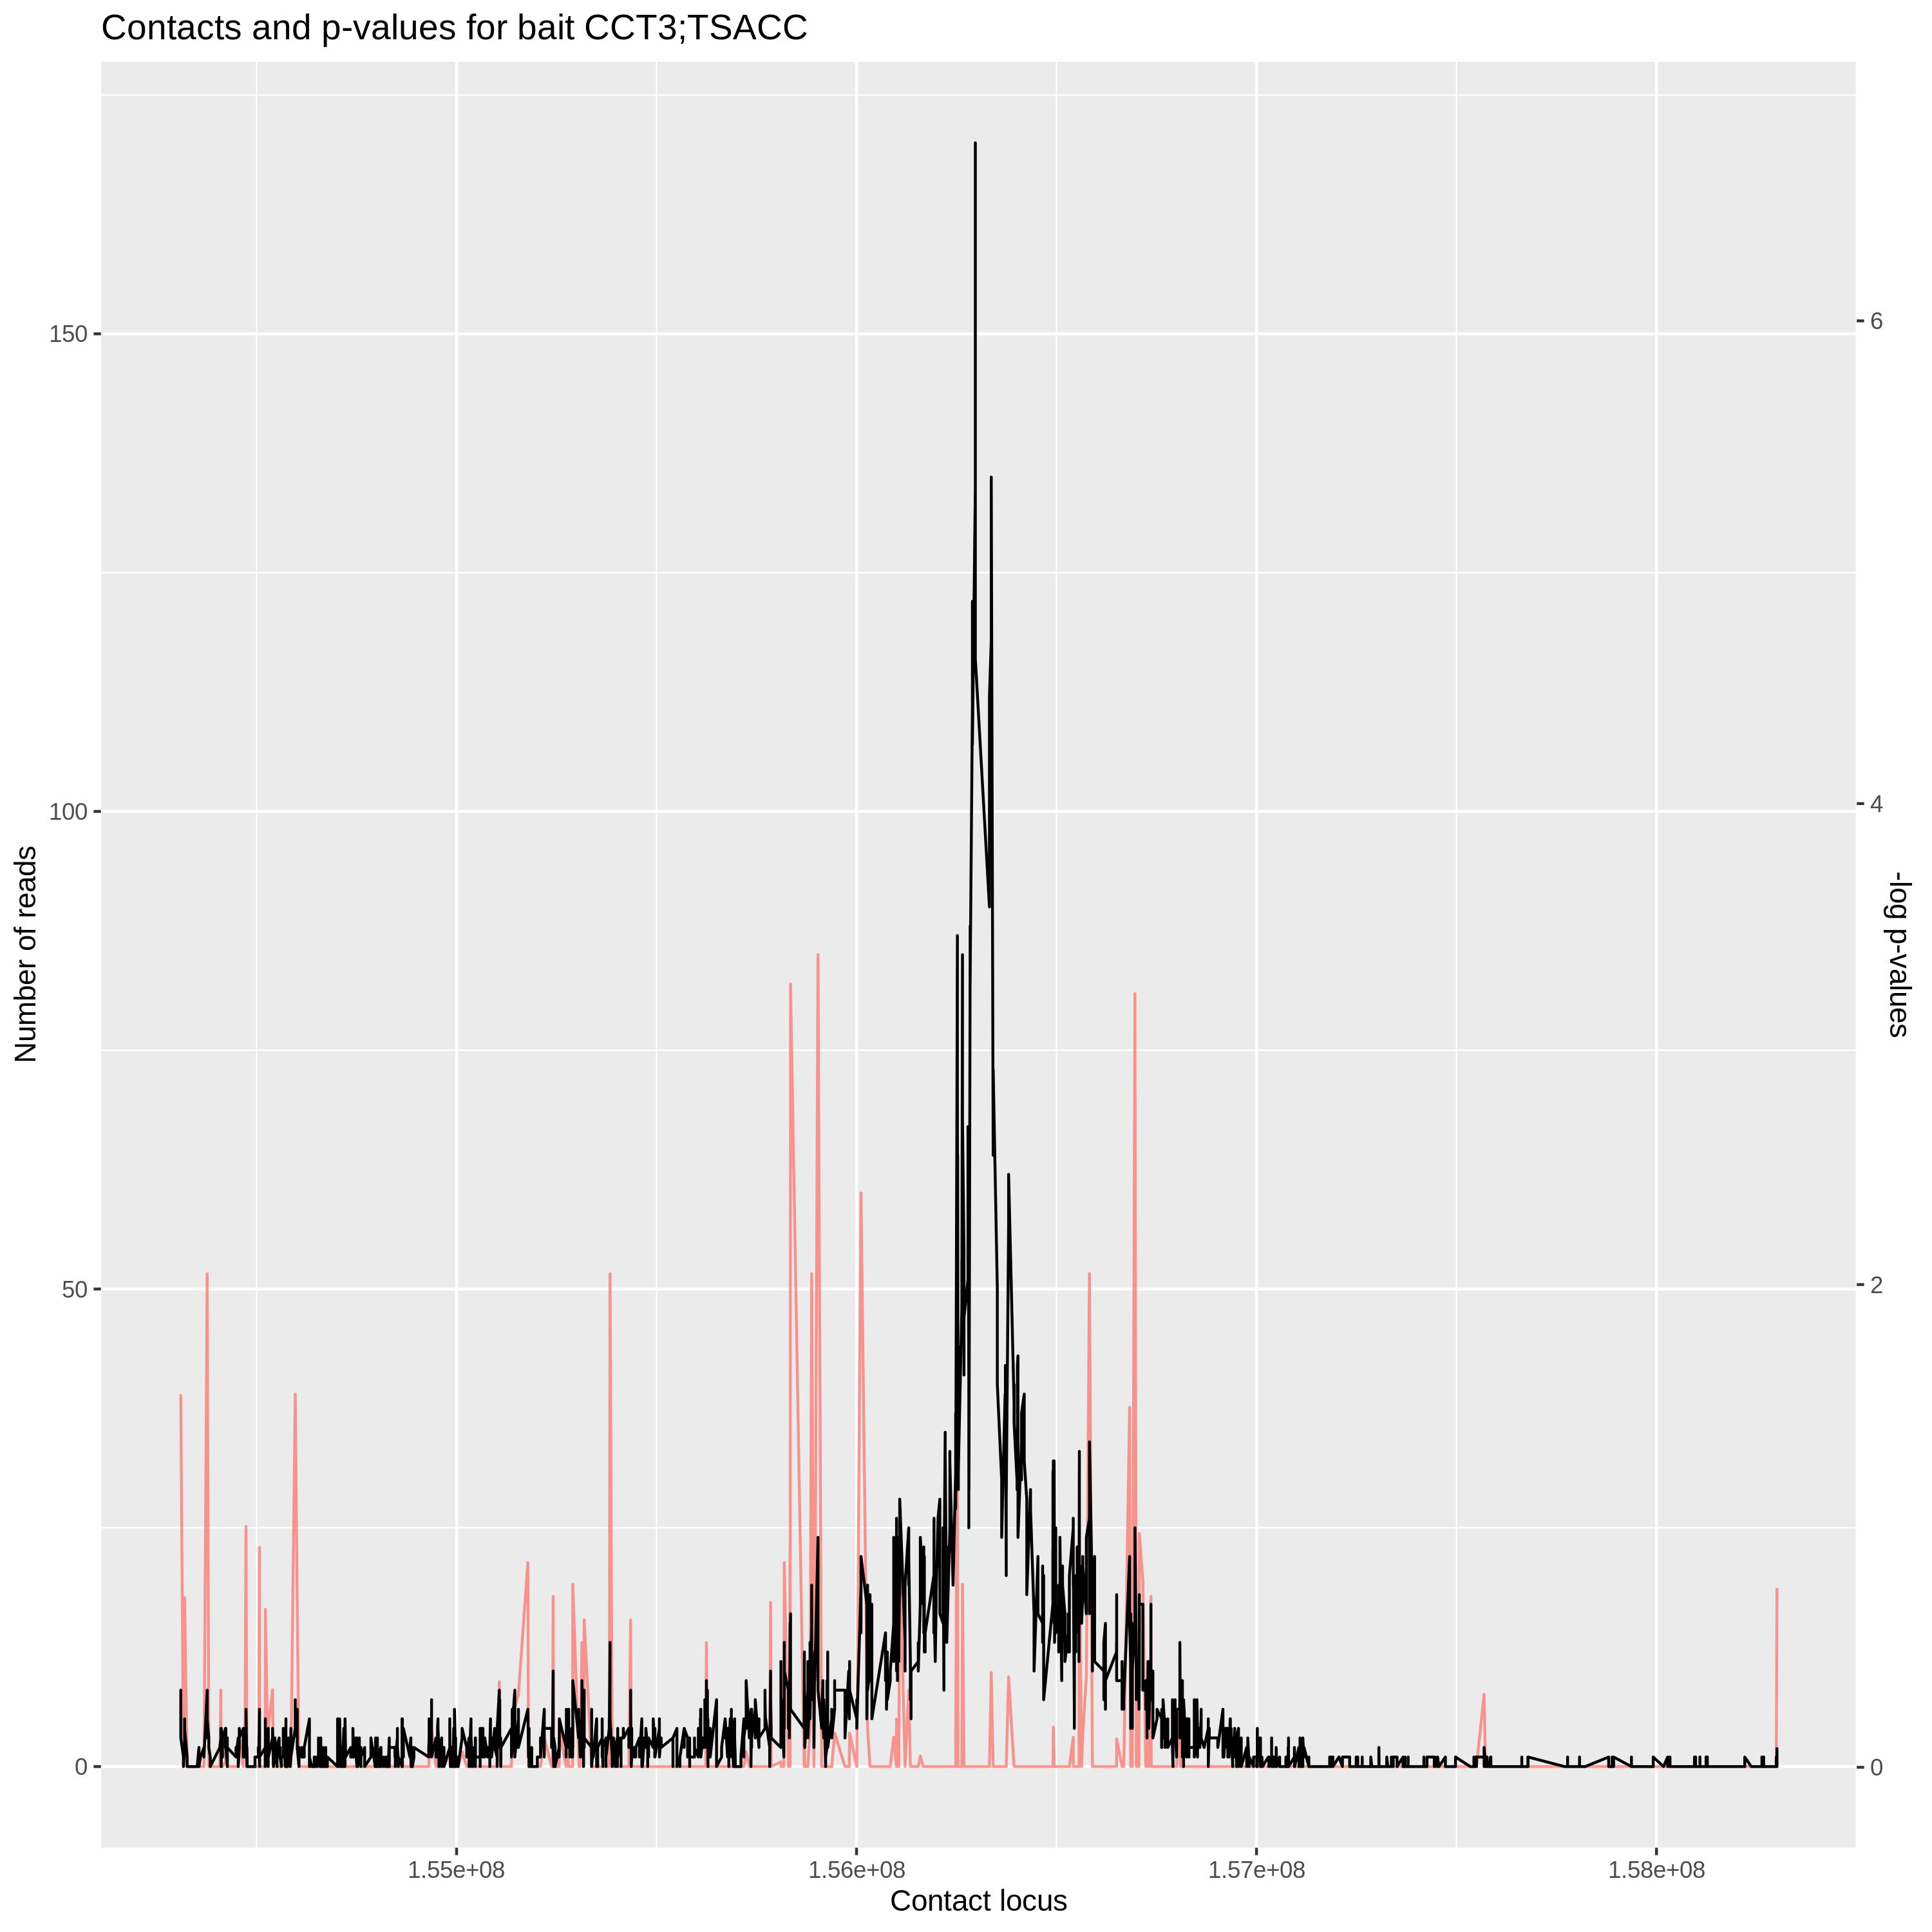 Contacts and p-values for bait CCT3;TSACC
150
100
50
0
6
4
2
0
Number of reads
-log p-values
1.55e+08
1.56e+08
1.57e+08
1.58e+08
Contact locus